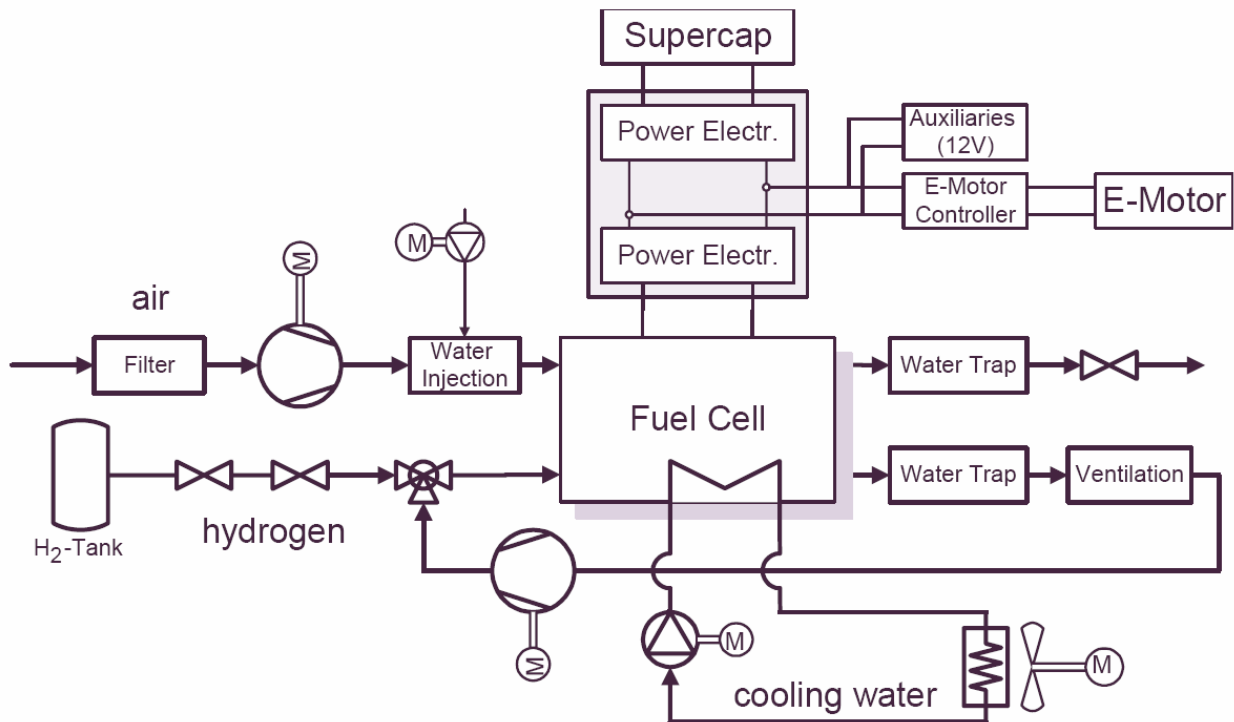 Supercap
Power Electr.
Auxiliaries
(12V)
E-Motor
Controller
E-Motor
M
Power Electr.
M
air
Filter
Water
Injection
Fuel Cell
Water Trap
H2-Tank
hydrogen
Water Trap
Ventilation
M
M
cooling water
M